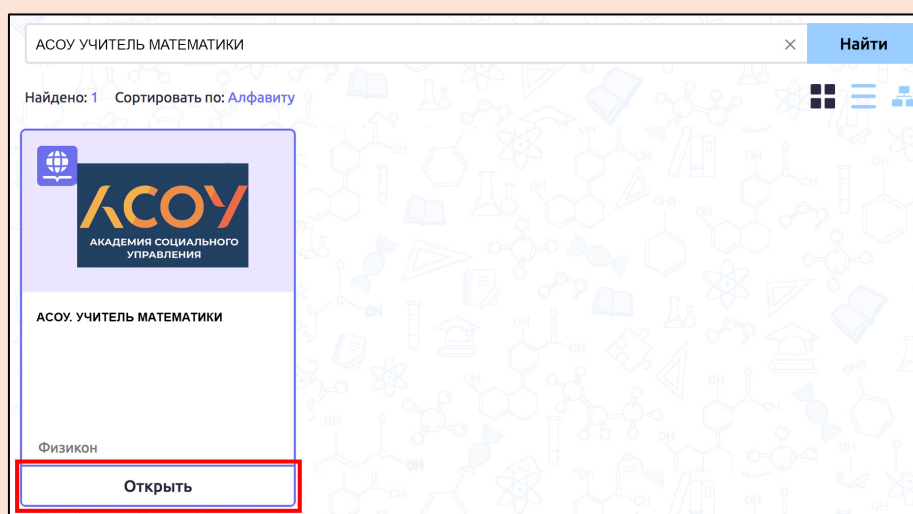 АСОУ УЧИТЕЛЬ МАТЕМАТИКИ
Найти
Найдено: 1 Сортировать по: Алфавиту
АСОУ
АКАДЕМИЯ СОЦИАЛЬНОГО
УПРАВЛЕНИЯ
АСОУ. УЧИТЕЛЬ МАТЕМАТИКИ
Физикон
Открыть